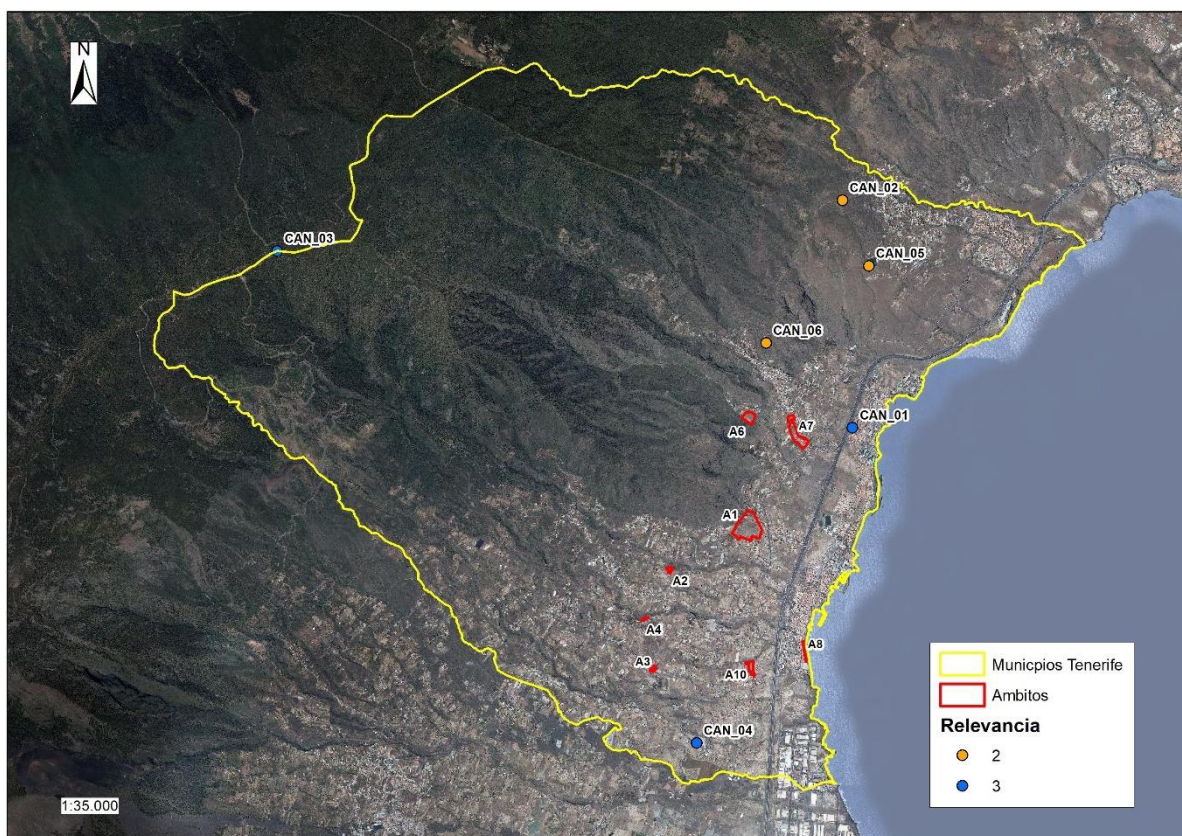 N
CAN_02
CAN_03
CAN_05
CAN_06
A6
A7
CAN_01
A1
A2
A4
A8
A3
A10
CAN_04
Municpios Tenerife
Ambitos
Relevancia
2
3
1:35.000